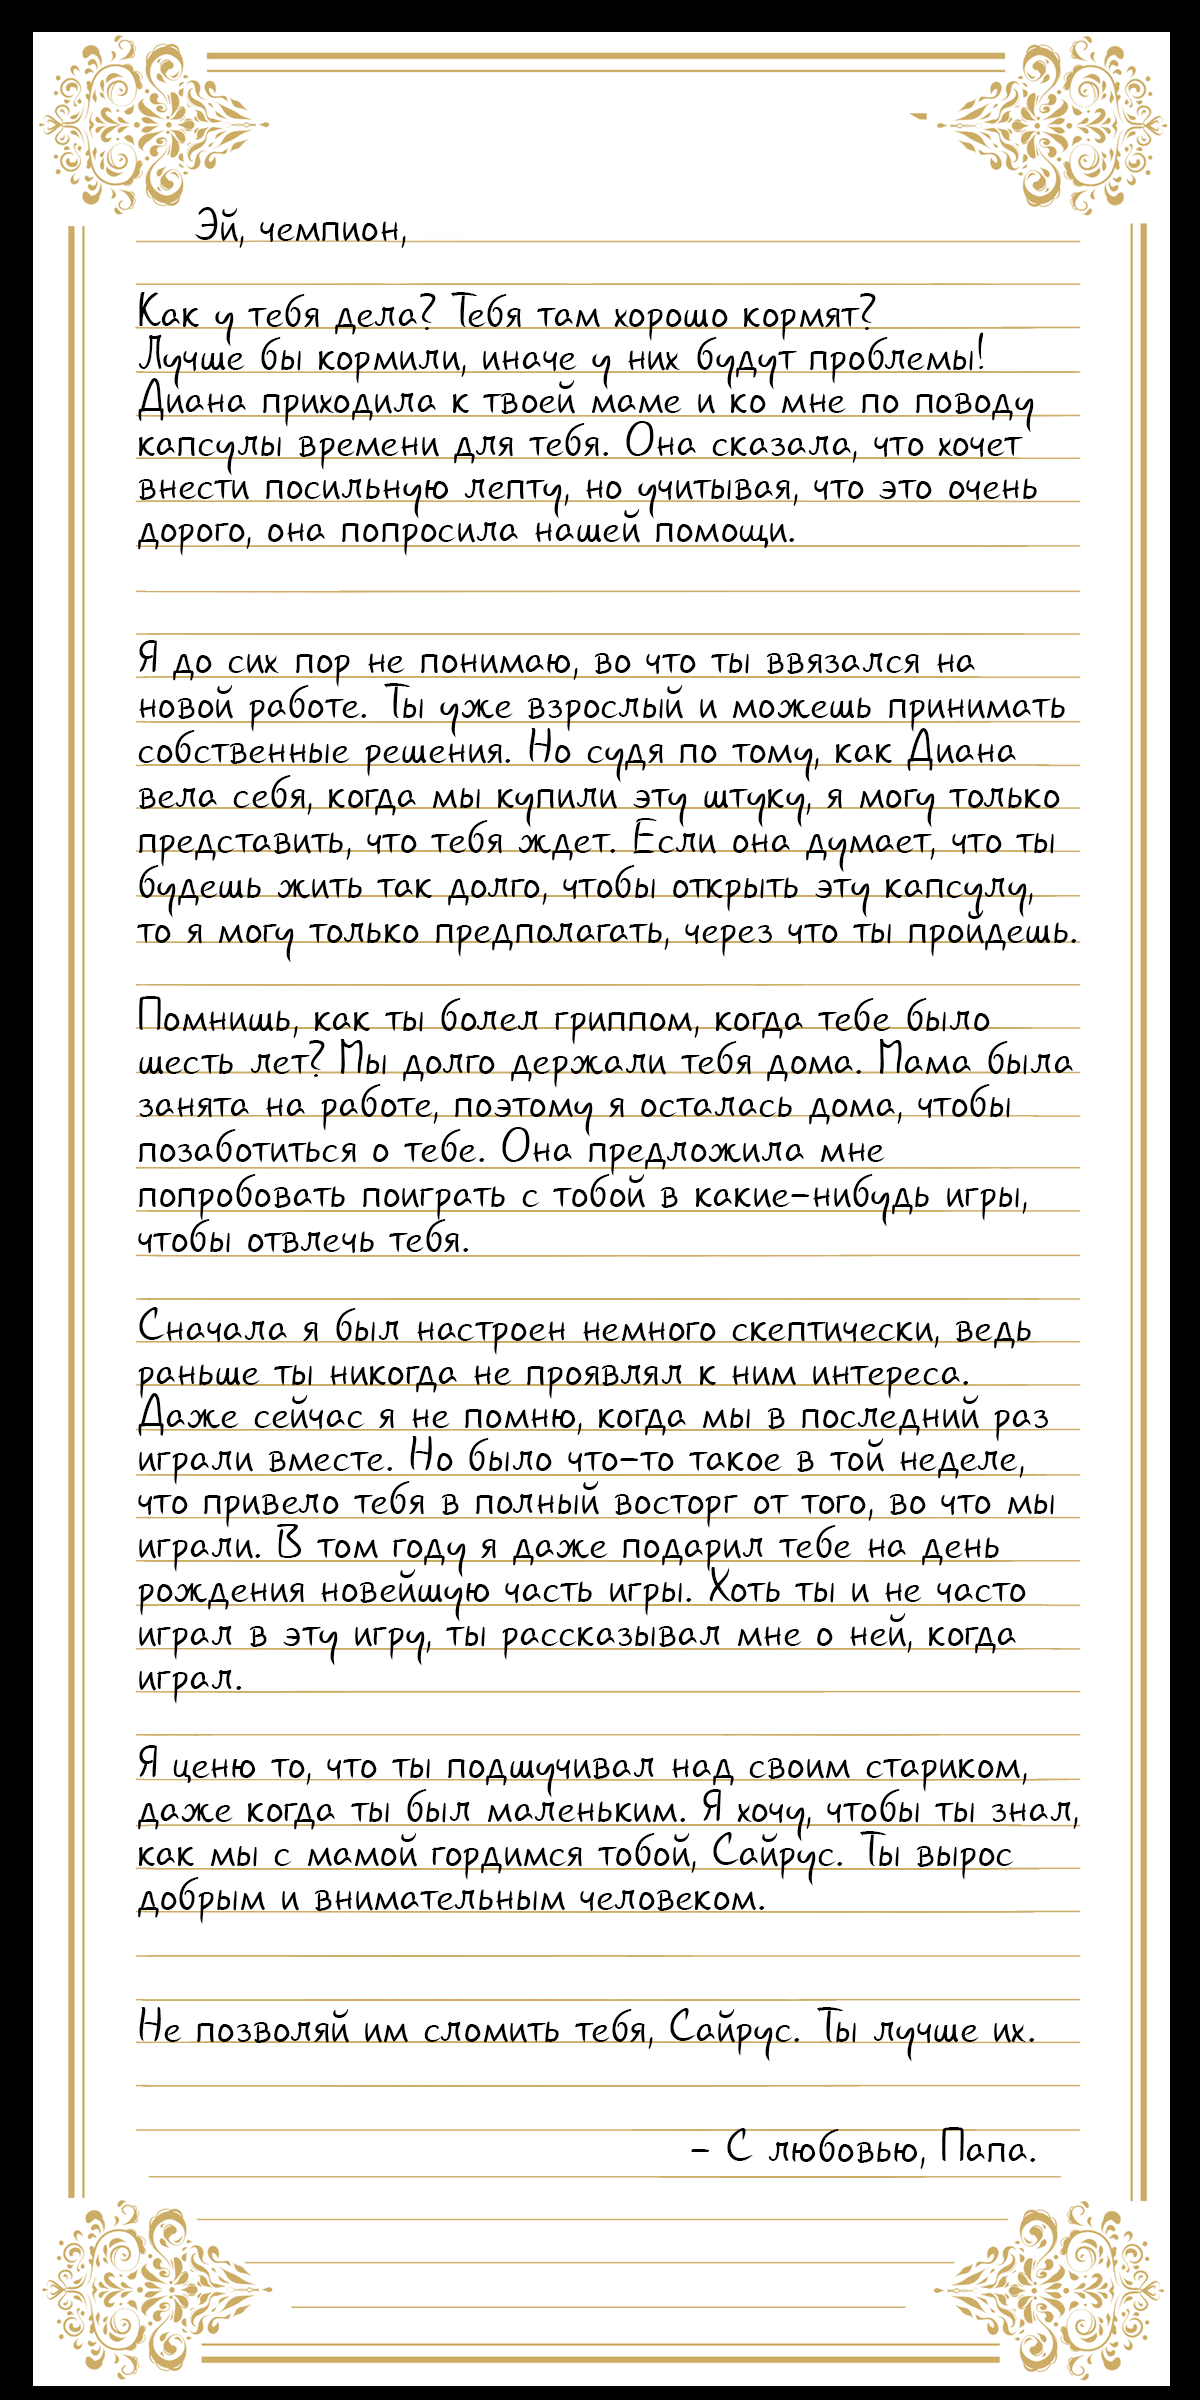 Эй, чемпион,
Как у тебя дела? Тебя там хорошо кормят?
Лучше бы кормили, иначе у них будут проблемы!
Диана приходила к твоей маме и ко мне по поводу
капсулы времени для тебя. Она сказала, что хочет
внести посильную лепту, но учитывая, что это очень
дорого, она попросила нашей помощи.
Я до сих пор не понимаю, во что ты ввязался на
новой работе. Ты уже взрослый и можешь принимать
собственные решения. Но судя по тому, как Диана
вела себя, когда мы купили эту штуку, я могу только
представить, что тебя ждет. Если она думает, что ты
будешь жить так долго, чтобы открыть эту капсулу,
то я могу только предполагать, через что ты пройдешь.
Помнишь, как ты болел гриппом, когда тебе было
шесть лет? Мы долго держали тебя дома. Мама была
занята на работе, поэтому я осталась дома, чтобы
позаботиться о тебе. Она предложила мне
попробовать поиграть с тобой в какие-нибудь игры,
чтобы отвлечь тебя.
Сначала я был настроен немного скептически, ведь
раньше ты никогда не проявлял к ним интереса.
Даже сейчас я не помню, когда мы в последний раз
играли вместе. Но было что-то такое в той неделе,
что привело тебя в полный восторг от того, во что мы
играли. В том году я даже подарил тебе на день
рождения новейшую часть игры. Хоть ты и не часто
играл в эту игру, ты рассказывал мне о ней, когда
играл.
Я ценю то, что ты подшучивал над своим стариком,
даже когда ты был маленьким. Я хочу, чтобы ты знал,
как мы с мамой гордимся тобой, Сайрус. Ты вырос
добрым и внимательным человеком.
Не позволяй им сломить тебя, Сайрус. Ты лучше их.
- С любовью, Папа.